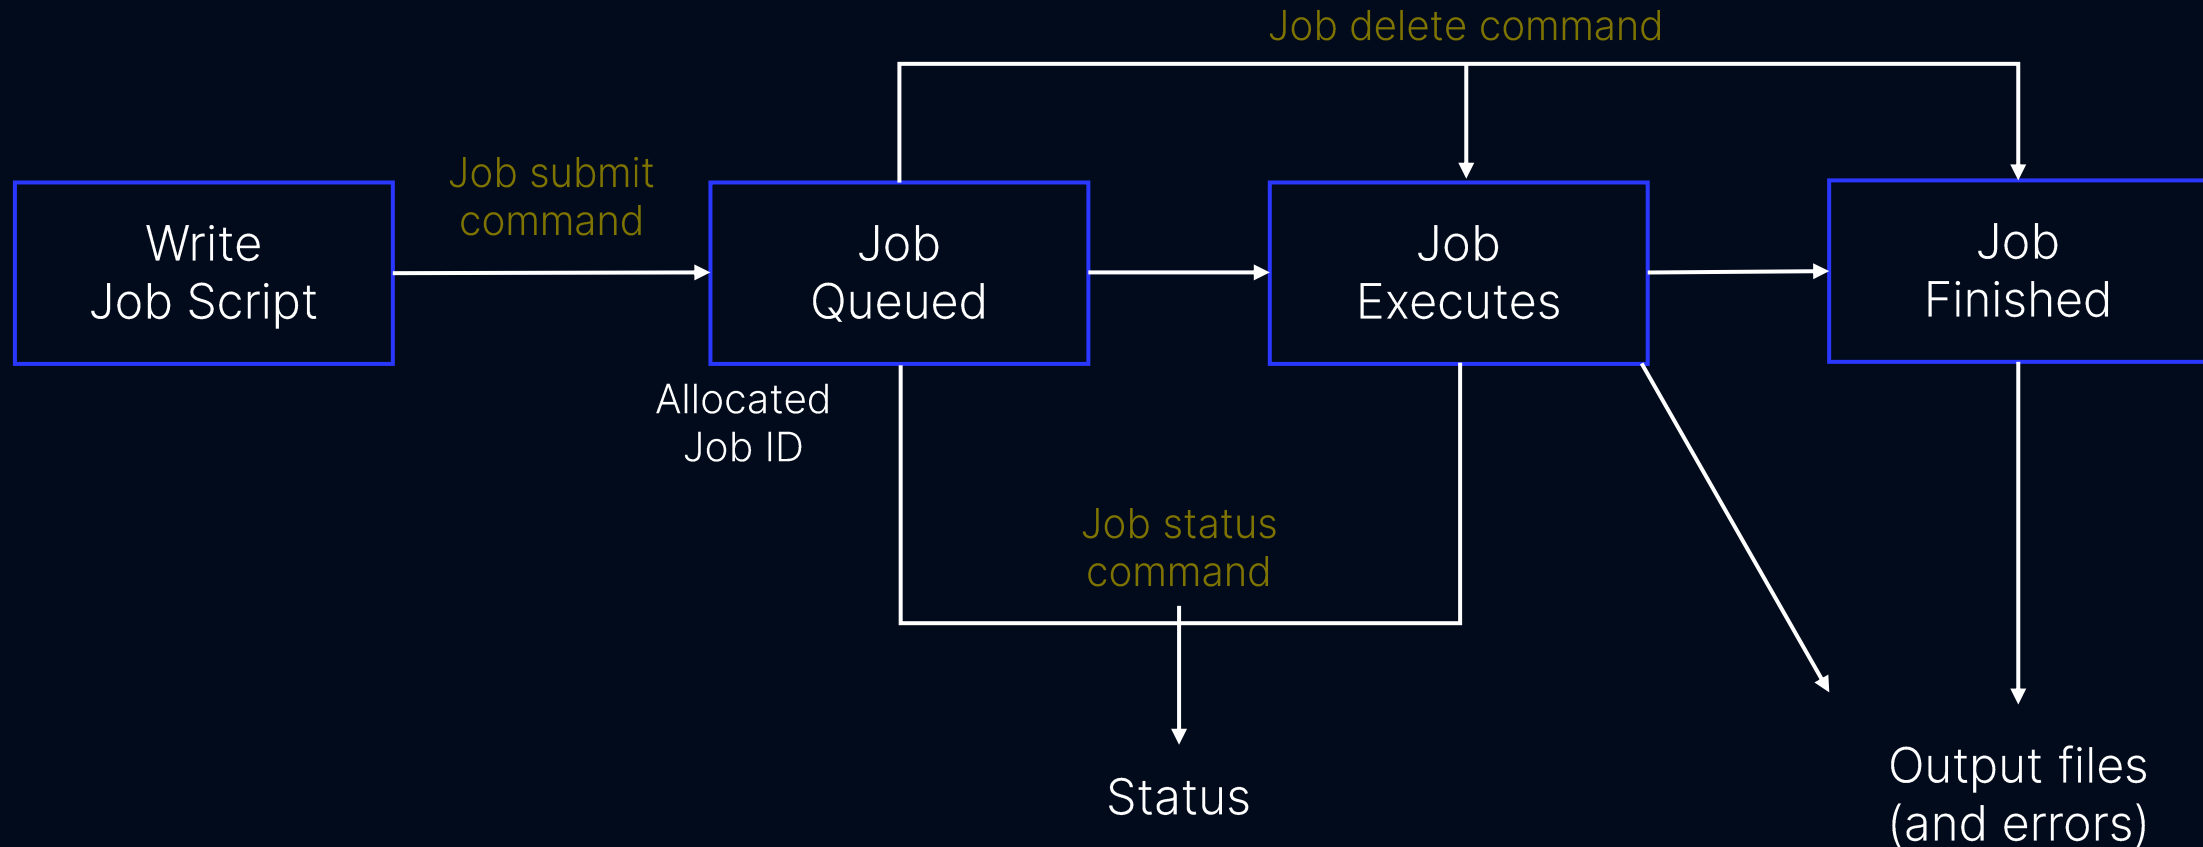 Job delete command
Job submit
command
Write
Job Script
Job
Queued
Job
Executes
Job
Finished
Allocated
Job ID
Job status
command
Status
Output files
(and errors)